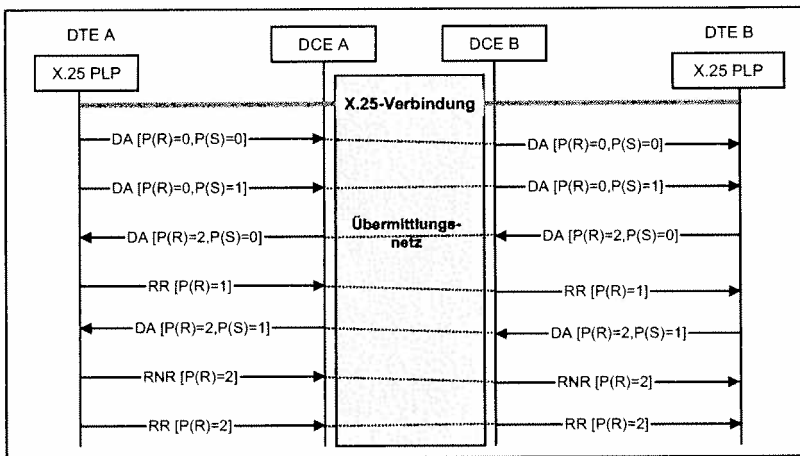 DTE A
DCE A
DCE B
DTE B
X.25 PLP
X.25 PLP
X.25-Verbindung
DA [P(R)=0,P(S)=0]
DA [P(R)=0,P(S)=0]
DA [P(R)=0,P(S)=1]
DA [P(R)=0,P(S)=1]
Übermittlungs-
netz
DA [P(R)=2,P(S)=0]
DA [P(R)=2,P(S)=0]
RR [P(R)=1]
RR [P(R)=1]
DA [P(R)=2,P(S)=1]
DA [P(R)=2,P(S)=1]
RNR [P(R)=2]
RNR [P(R)=2]
RR [P(R)=2]
RR [P(R)=2]